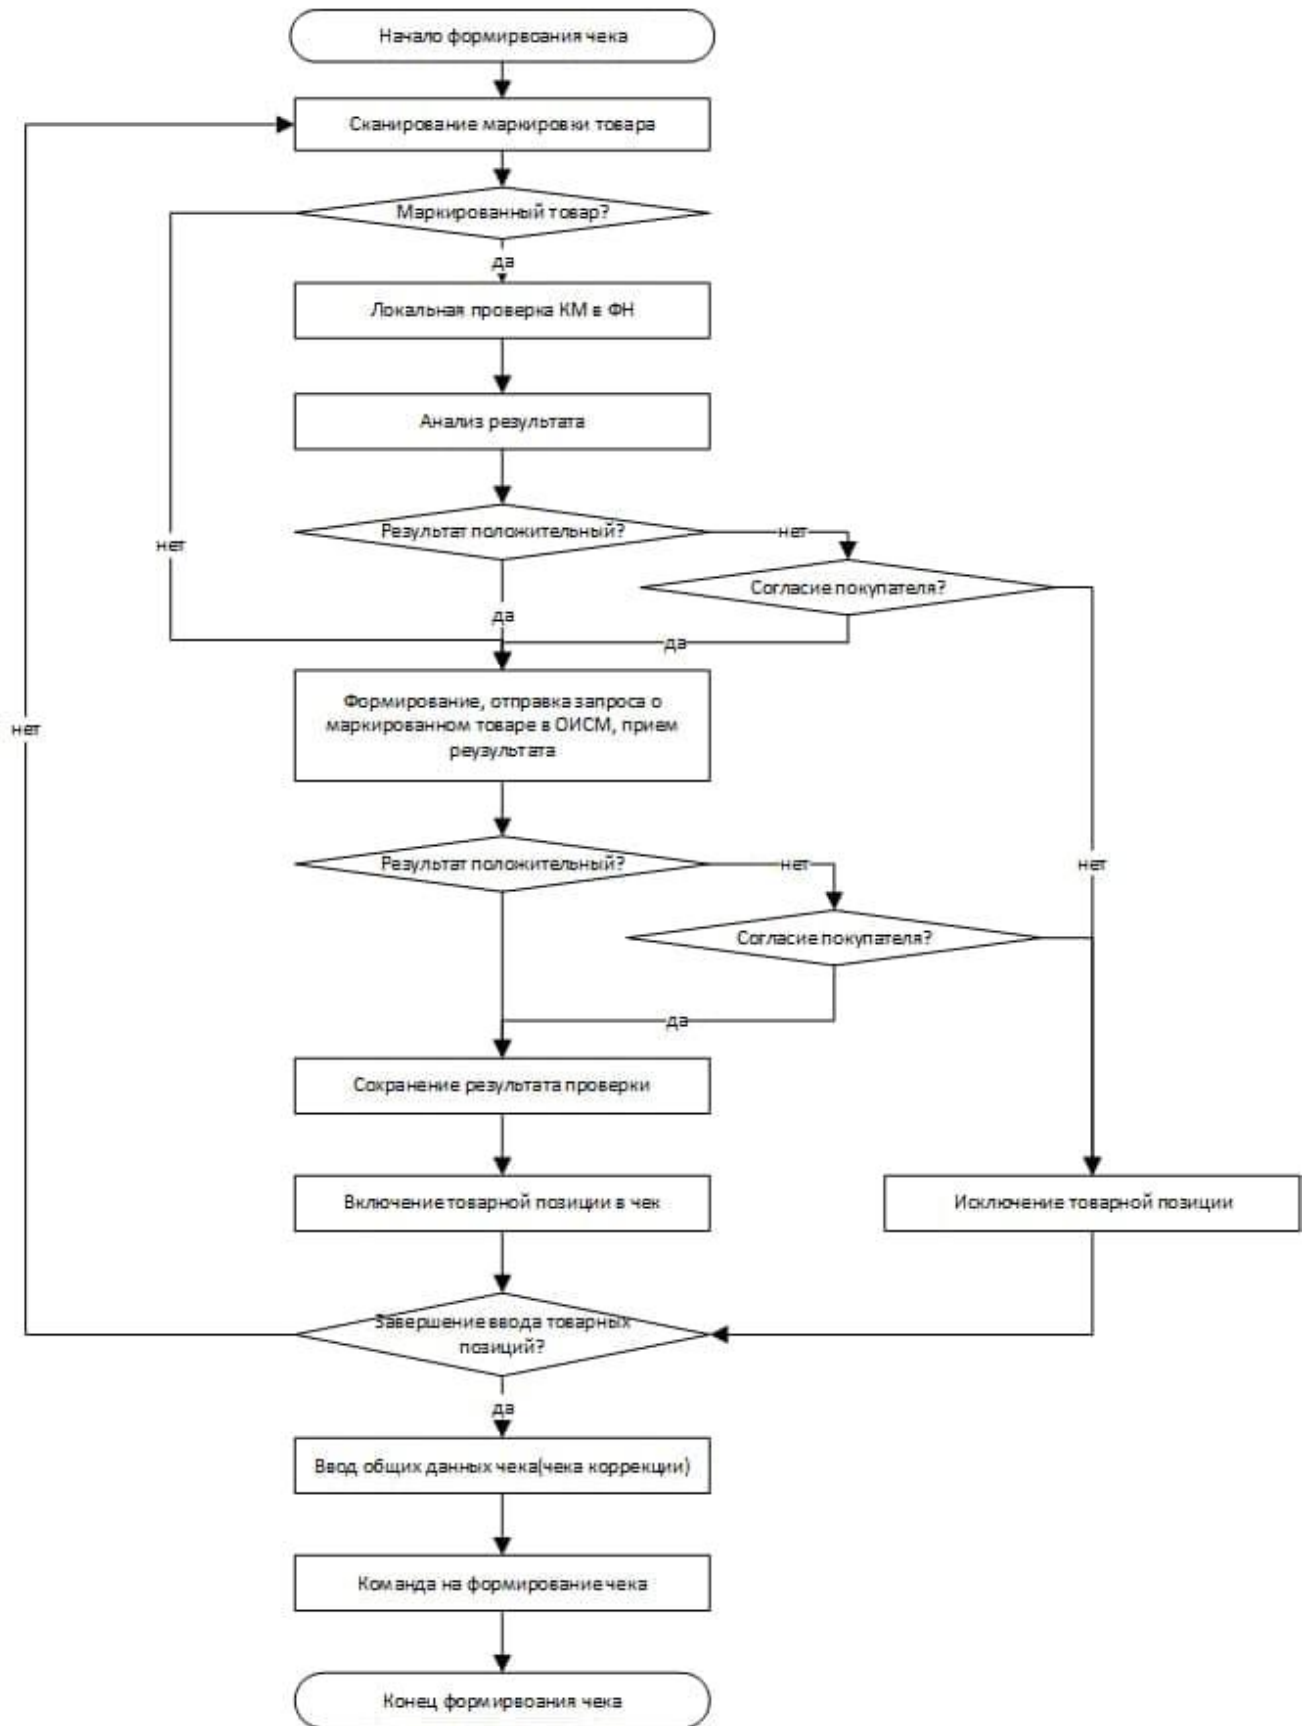 Начало формирвоания чека
Сканирование маркировки товара
Маркированный товар?
да
Локальная проверка КМ в ФН
Анализ результата
Результат положительный?
нет
нет
Согласие покупателя?
да
да
Формирование, отправка запроса о
маркированном товаре в ОИСМ, прием
реузультата
нет
Результат положительный?
нет
нет
Согласие покупателя?
да
Сохранение результата проверки
Включение товарной позиции в чек
Исключение товарной позиции
Завершение ввода товарных
позиций?
да
Ввод общих данных чека(чека коррекции)
Команда на формирование чека
Конец формирвоания чека